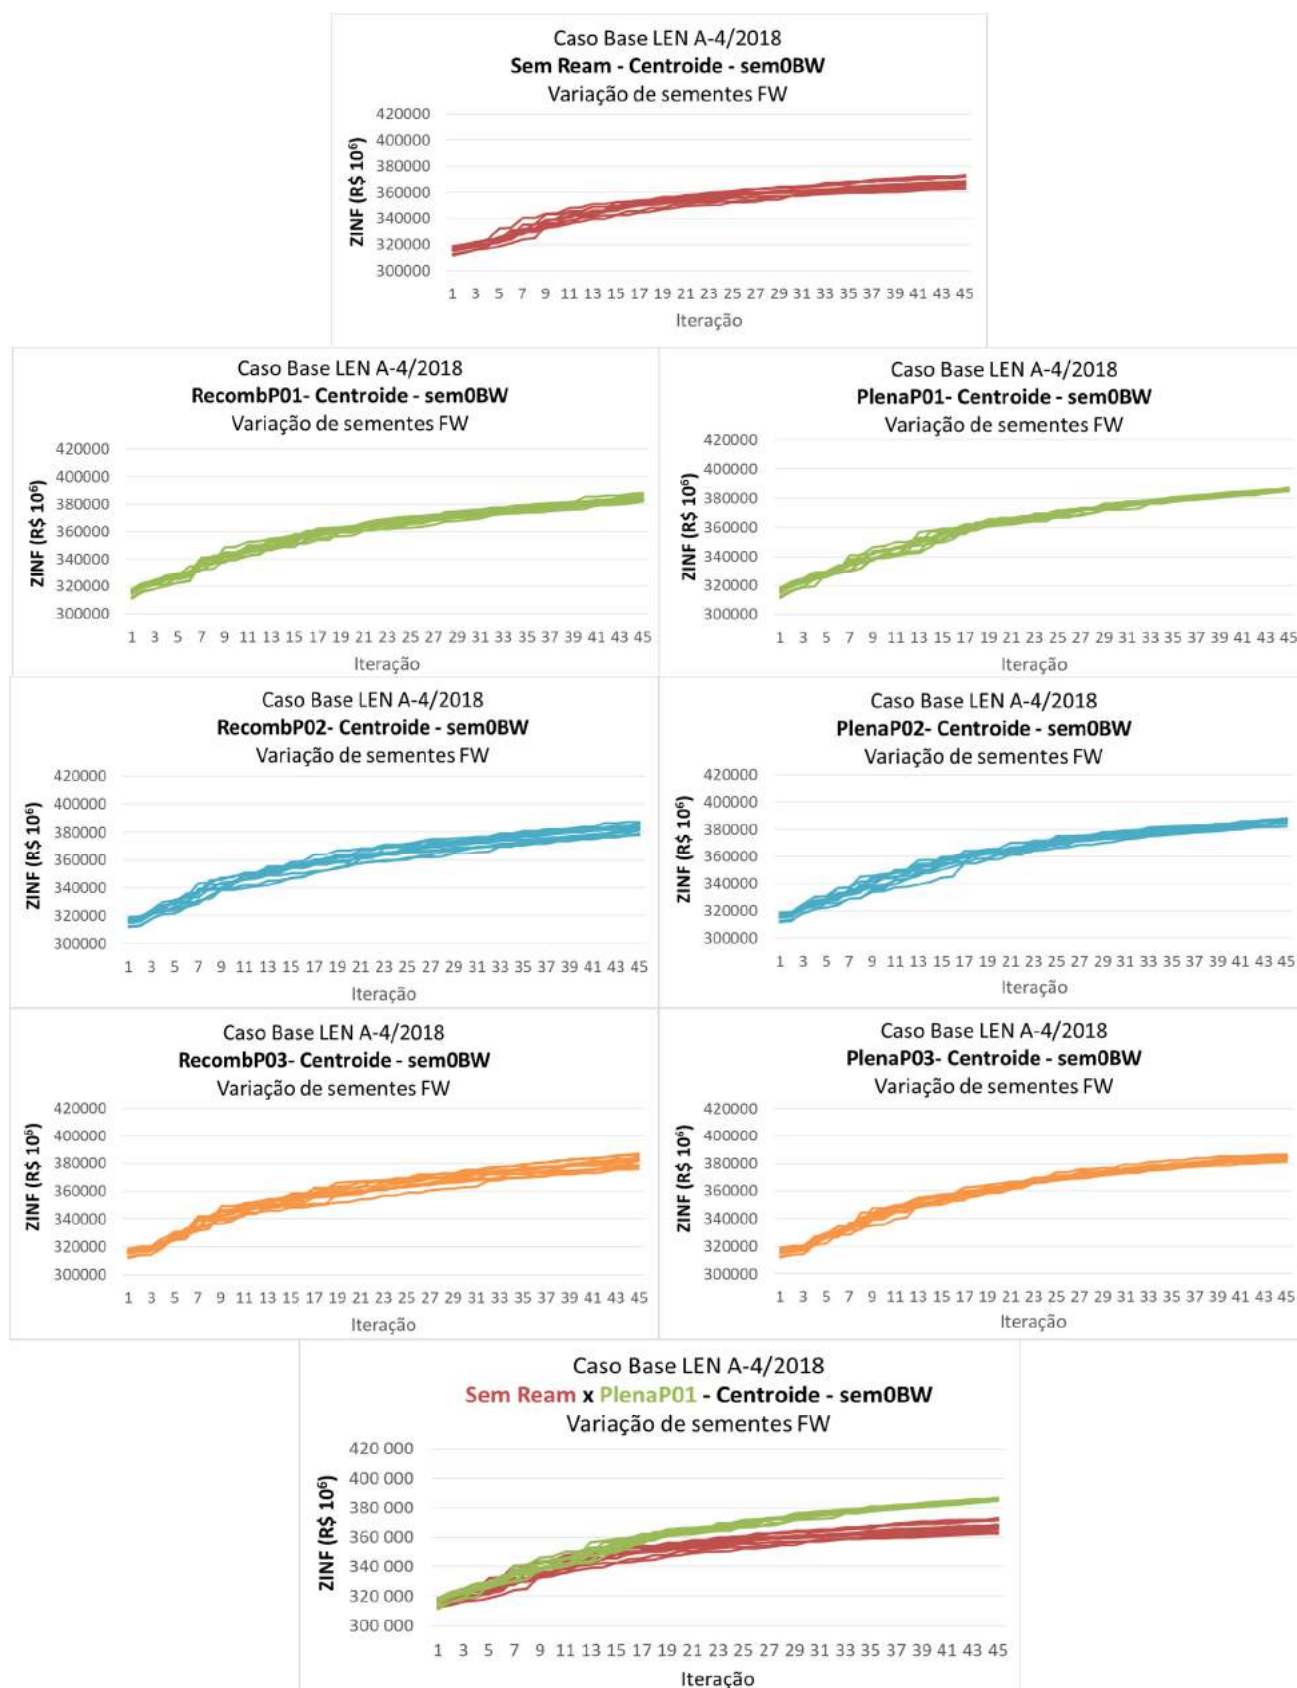 Caso Base LEN A-4/2018
Sem Ream - Centroide - sem0BW
Variação de sementes FW
ZINF (R$ 10⁶)
420000
400000
380000
360000
340000
320000
300000
1 3 5 7 9 11 13 15 17 19 21 23 25 27 29 31 33 35 37 39 41 43 45
Iteração
Caso Base LEN A-4/2018
RecombP01- Centroide - sem0BW
Variação de sementes FW
ZINF (R$ 10⁶)
420000
400000
380000
360000
340000
320000
300000
1 3 5 7 9 11 13 15 17 19 21 23 25 27 29 31 33 35 37 39 41 43 45
Iteração
Caso Base LEN A-4/2018
PlenaP01- Centroide - sem0BW
Variação de sementes FW
ZINF (R$ 10⁶)
420000
400000
380000
360000
340000
320000
300000
1 3 5 7 9 11 13 15 17 19 21 23 25 27 29 31 33 35 37 39 41 43 45
Iteração
Caso Base LEN A-4/2018
RecombP02- Centroide - sem0BW
Variação de sementes FW
ZINF (R$ 10⁶)
420000
400000
380000
360000
340000
320000
300000
1 3 5 7 9 11 13 15 17 19 21 23 25 27 29 31 33 35 37 39 41 43 45
Iteração
Caso Base LEN A-4/2018
PlenaP02- Centroide - sem0BW
Variação de sementes FW
ZINF (R$ 10⁶)
420000
400000
380000
360000
340000
320000
300000
1 3 5 7 9 11 13 15 17 19 21 23 25 27 29 31 33 35 37 39 41 43 45
Iteração
Caso Base LEN A-4/2018
RecombP03- Centroide - sem0BW
Variação de sementes FW
ZINF (R$ 10⁶)
420000
400000
380000
360000
340000
320000
300000
1 3 5 7 9 11 13 15 17 19 21 23 25 27 29 31 33 35 37 39 41 43 45
Iteração
Caso Base LEN A-4/2018
PlenaP03- Centroide - sem0BW
Variação de sementes FW
ZINF (R$ 10⁶)
420000
400000
380000
360000
340000
320000
300000
1 3 5 7 9 11 13 15 17 19 21 23 25 27 29 31 33 35 37 39 41 43 45
Iteração
Caso Base LEN A-4/2018
Sem Ream x PlenaP01 - Centroide - sem0BW
Variação de sementes FW
ZINF (R$ 10⁶)
420 000
400 000
380 000
360 000
340 000
320 000
300 000
1 3 5 7 9 11 13 15 17 19 21 23 25 27 29 31 33 35 37 39 41 43 45
Iteração